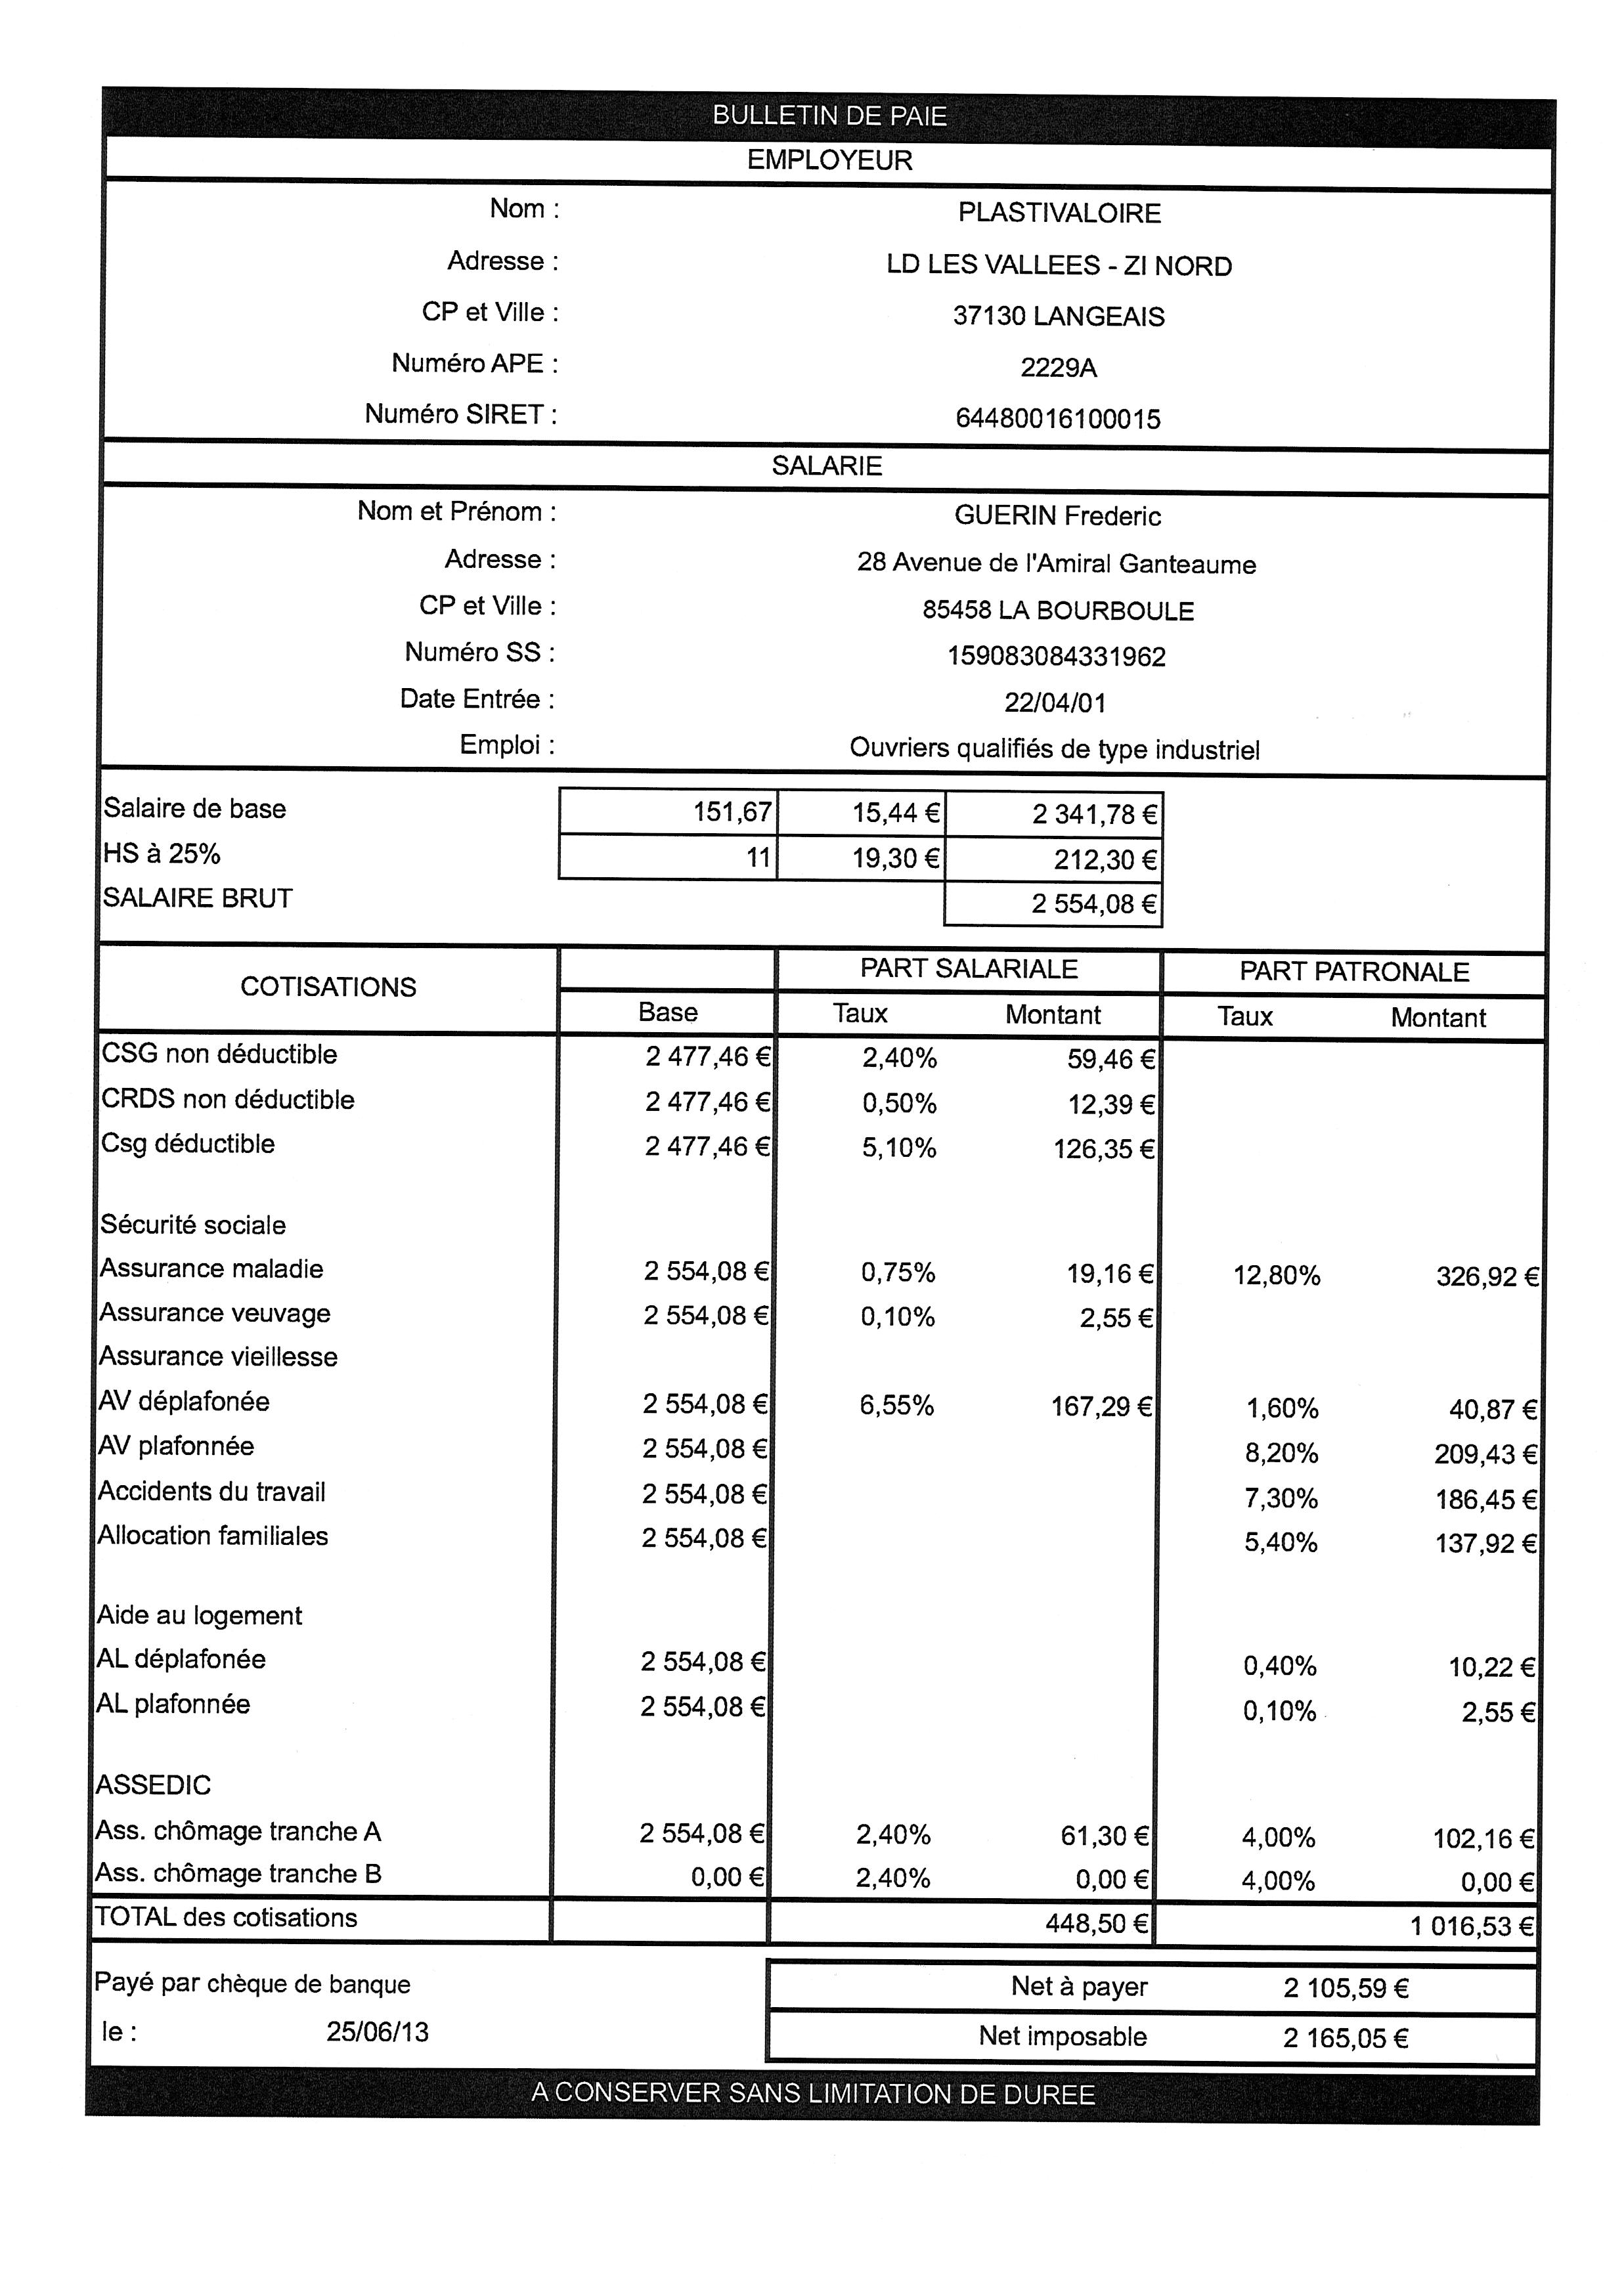 BULLETIN DE PAIE
EMPLOYEUR
Nom : PLASTIVALOIRE
Adresse : LD LES VALLEES - ZI NORD
CP et Ville : 37130 LANGEAIS
Numéro APE : 2229A
Numéro SIRET : 64480016100015
SALARIE
Nom et Prénom : GUERIN Frederic
Adresse : 28 Avenue de l'Amiral Ganteaume
CP et Ville : 85458 LA BOURBOULE
Numéro SS : 159083084331962
Date Entrée : 22/04/01
Emploi : Ouvriers qualifiés de type industriel
Salaire de base 151,67 15,44 € 2 341,78 €
HS à 25% 11 19,30 € 212,30 €
SALAIRE BRUT 2 554,08 €
COTISATIONS PART SALARIALE PART PATRONALE
Base Taux Montant Taux Montant
CSG non déductible 2 477,46 € 2,40% 59,46 €
CRDS non déductible 2 477,46 € 0,50% 12,39 €
Csg déductible 2 477,46 € 5,10% 126,35 €
Sécurité sociale
Assurance maladie 2 554,08 € 0,75% 19,16 € 12,80% 326,92 €
Assurance veuvage 2 554,08 € 0,10% 2,55 €
Assurance vieillesse
AV déplafonée 2 554,08 € 6,55% 167,29 € 1,60% 40,87 €
AV plafonnée 2 554,08 € 8,20% 209,43 €
Accidents du travail 2 554,08 € 7,30% 186,45 €
Allocation familiales 2 554,08 € 5,40% 137,92 €
Aide au logement
AL déplafonée 2 554,08 € 0,40% 10,22 €
AL plafonnée 2 554,08 € 0,10% 2,55 €
ASSEDIC
Ass. chômage tranche A 2 554,08 € 2,40% 61,30 € 4,00% 102,16 €
Ass. chômage tranche B 0,00 € 2,40% 0,00 € 4,00% 0,00 €
TOTAL des cotisations 448,50 € 1 016,53 €
Payé par chèque de banque Net à payer 2 105,59 €
le : 25/06/13 Net imposable 2 165,05 €
A CONSERVER SANS LIMITATION DE DUREE